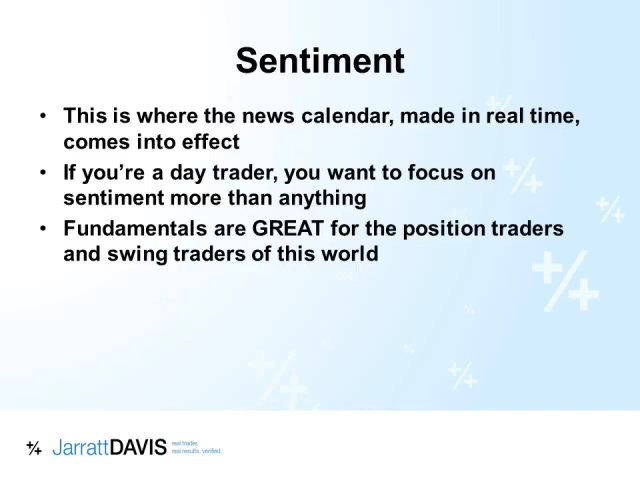 Sentiment
• This is where the news calendar, made in real time,
comes into effect
• If you’re a day trader, you want to focus on
sentiment more than anything
• Fundamentals are GREAT for the position traders
and swing traders of this world
+/+ JarrattDAVIS
real trades
real results. verified.